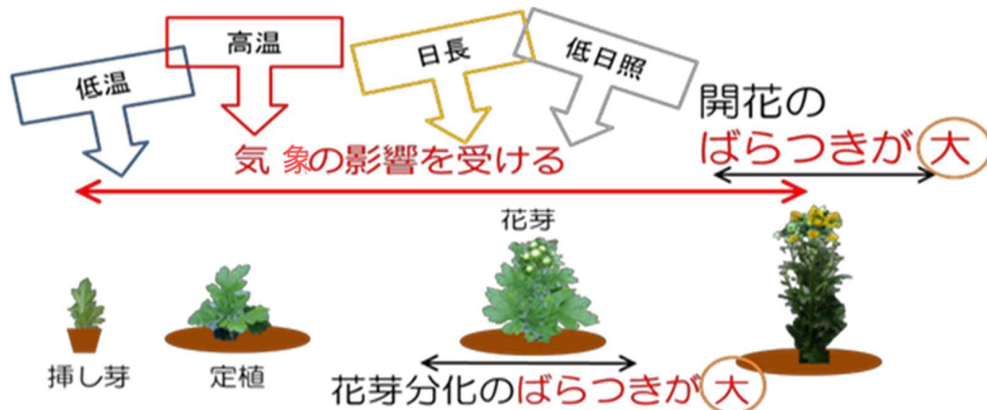 低温
高温
日長
低日照
開花の
ばらつきが大
気象の影響を受ける
花芽
挿し芽
定植
花芽分化のばらつきが大